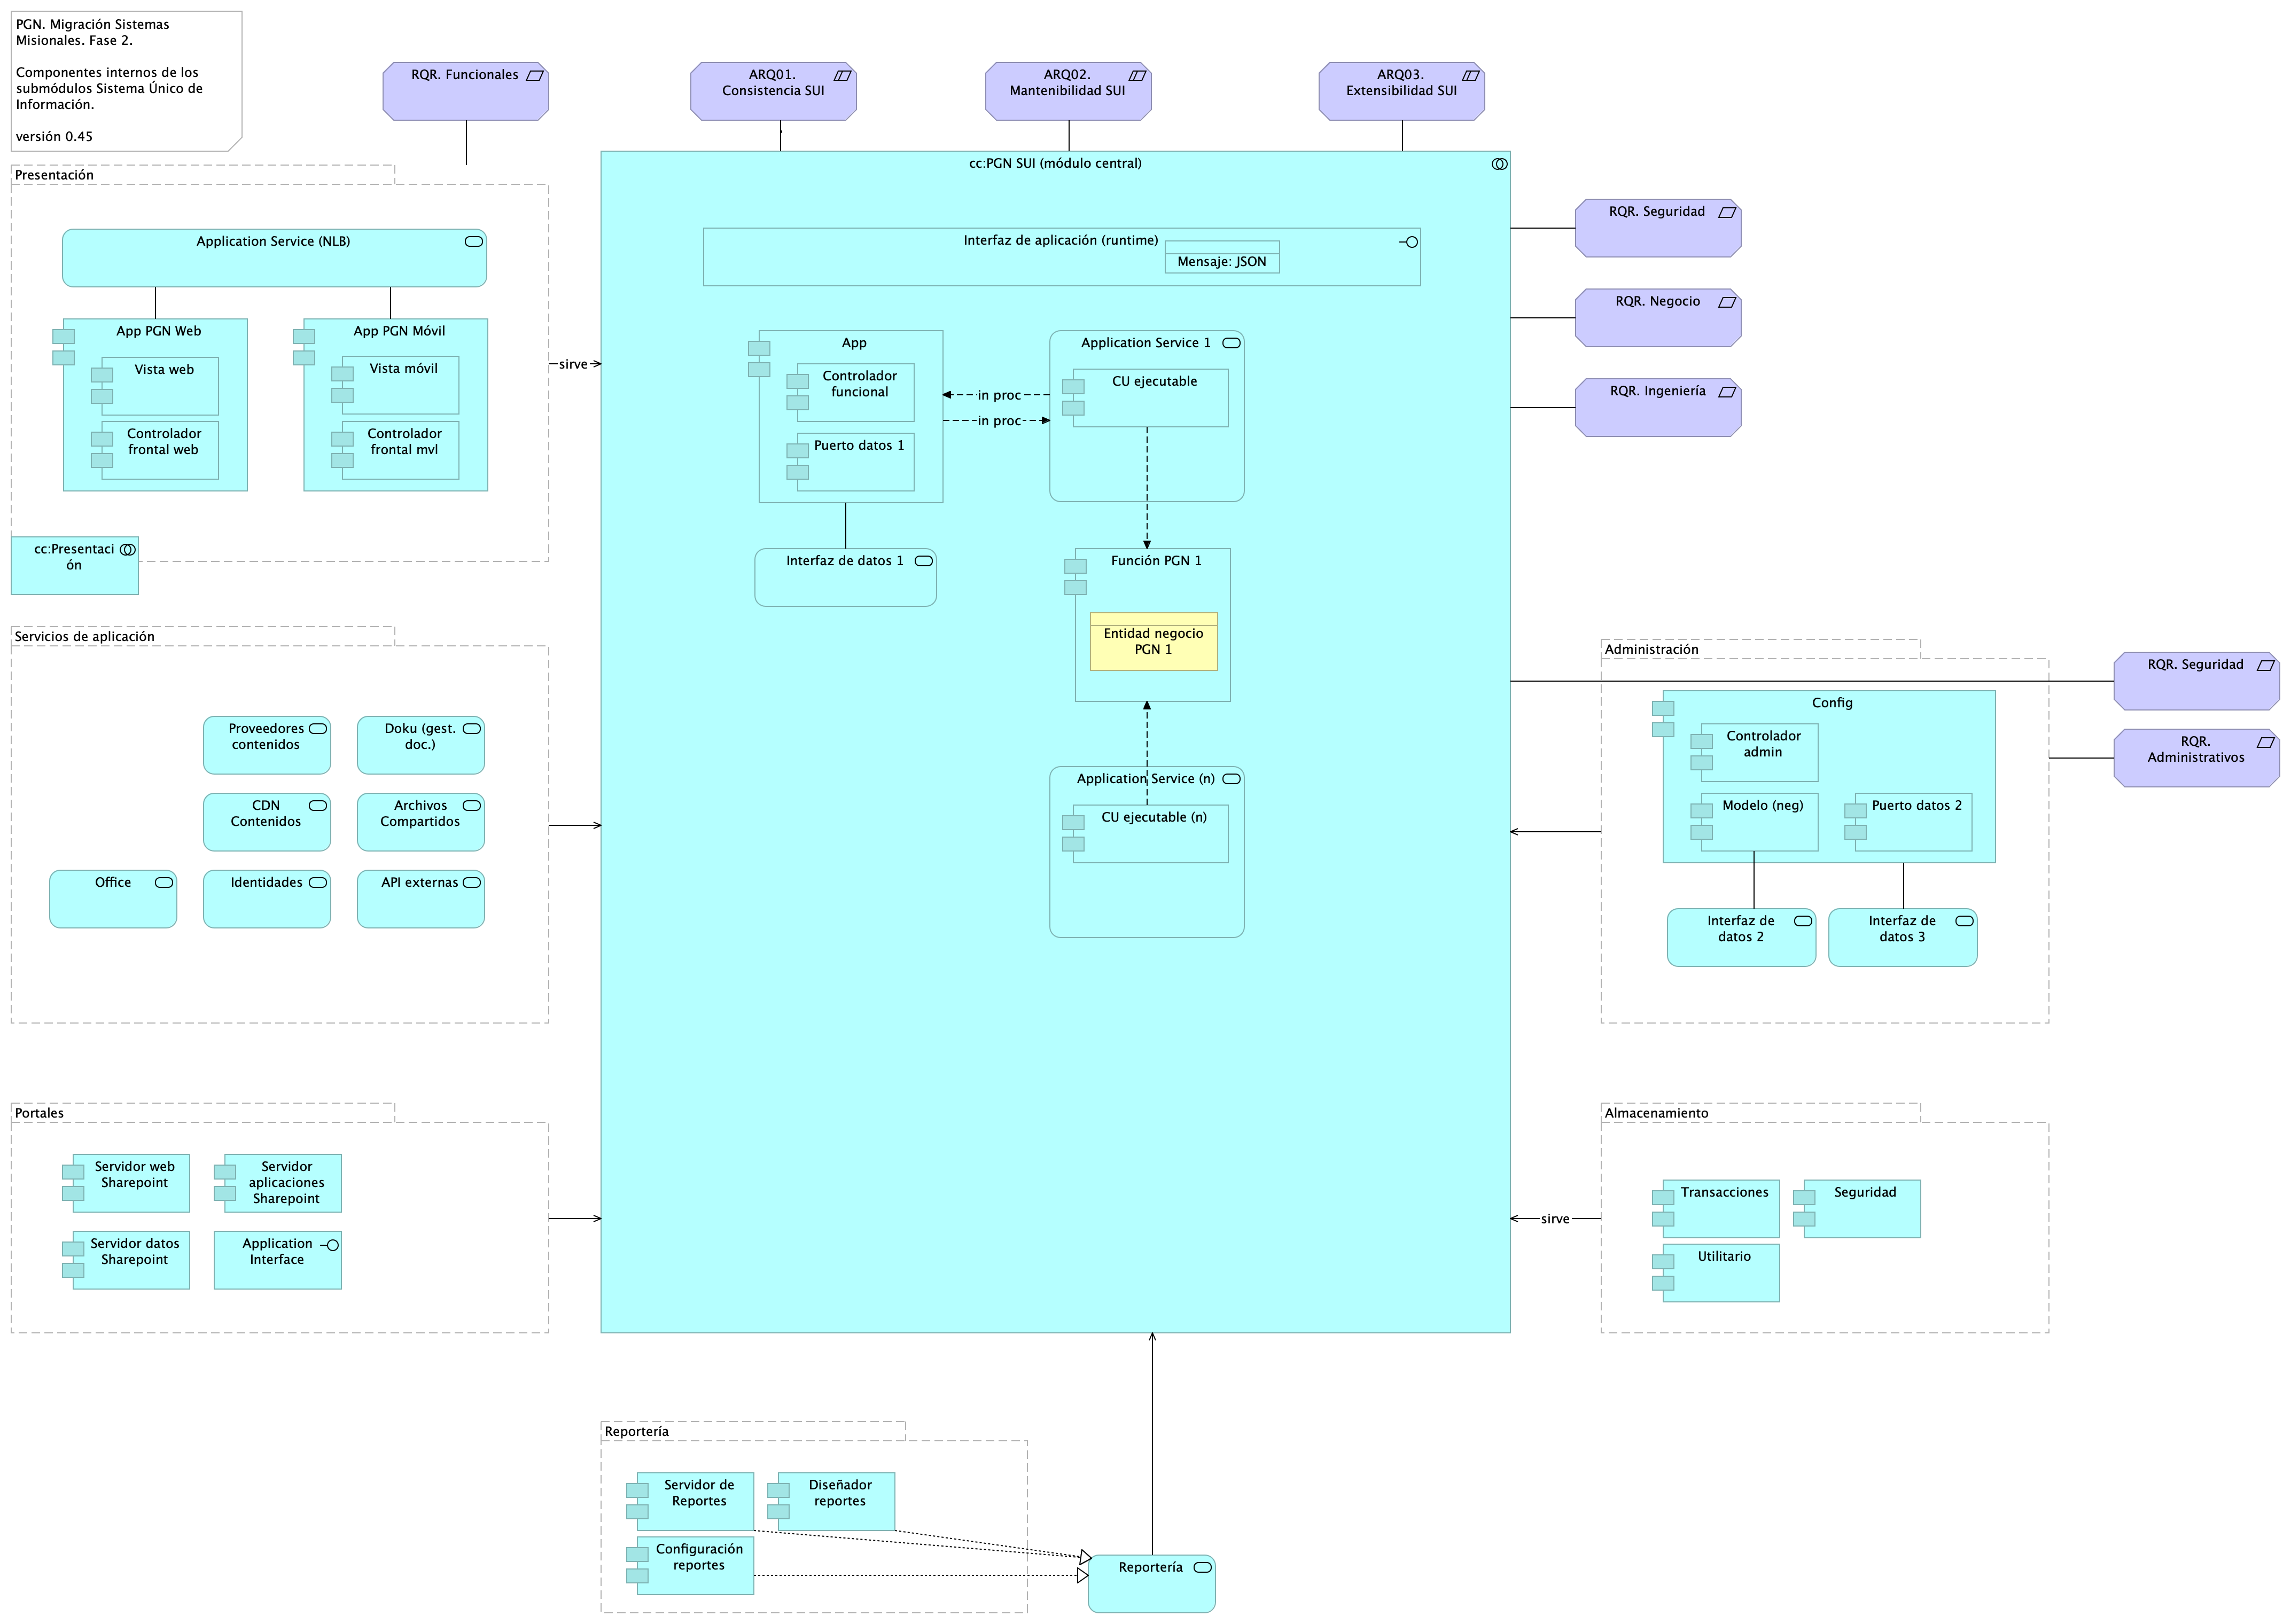 PGN. Migración Sistemas
Misionales. Fase 2.
Componentes internos de los
submódulos Sistema Único de
Información.
versión 0.45
RQR. Funcionales
ARQ01.
Consistencia SUI
ARQ02.
Mantenibilidad SUI
ARQ03.
Extensibilidad SUI
Presentación
Application Service (NLB)
App PGN Web
Vista web
Controlador
frontal web
App PGN Móvil
Vista móvil
Controlador
frontal mvl
cc:Presentaci
ón
sirve
cc:PGN SUI (módulo central)
Interfaz de aplicación (runtime)
Mensaje: JSON
App
Controlador
funcional
Puerto datos 1
in proc
in proc
Application Service 1
CU ejecutable
Interfaz de datos 1
Función PGN 1
Entidad negocio
PGN 1
Application Service (n)
CU ejecutable (n)
RQR. Seguridad
RQR. Negocio
RQR. Ingeniería
Servicios de aplicación
Proveedores
contenidos
Doku (gest.
doc.)
CDN
Contenidos
Archivos
Compartidos
Office
Identidades
API externas
Administración
Config
Controlador
admin
Modelo (neg)
Puerto datos 2
Interfaz de
datos 2
Interfaz de
datos 3
RQR. Seguridad
RQR.
Administrativos
Portales
Servidor web
Sharepoint
Servidor
aplicaciones
Sharepoint
Servidor datos
Sharepoint
Application
Interface
Almacenamiento
Transacciones
Seguridad
Utilitario
sirve
Reportería
Servidor de
Reportes
Diseñador
reportes
Configuración
reportes
Reportería